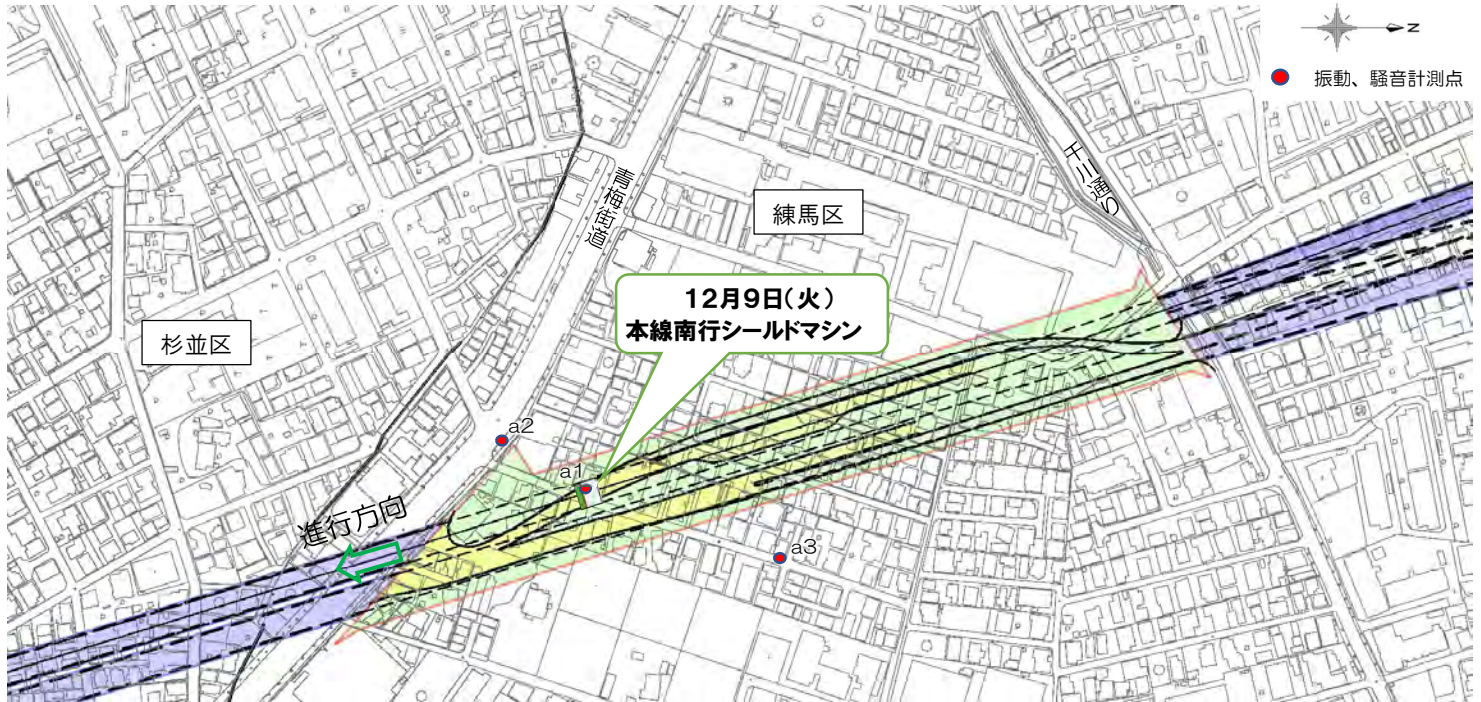 N
振動、騒音計測点
千川通り
青梅街道
練馬区
12月9日(火)
本線南行シールドマシン
杉並区
a2
a1
進行方向
a3